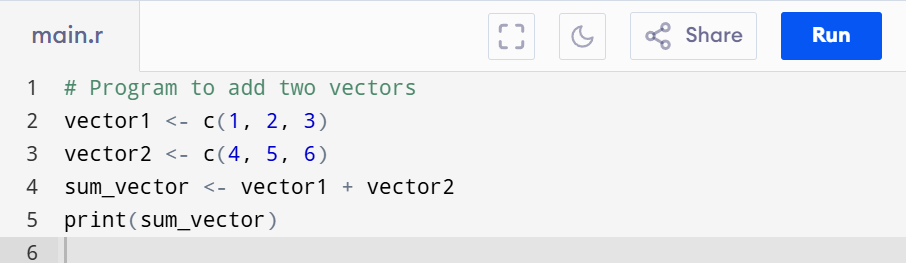 main.r Share Run
1 # Program to add two vectors
2 vector1 <- c(1, 2, 3)
3 vector2 <- c(4, 5, 6)
4 sum_vector <- vector1 + vector2
5 print(sum_vector)
6